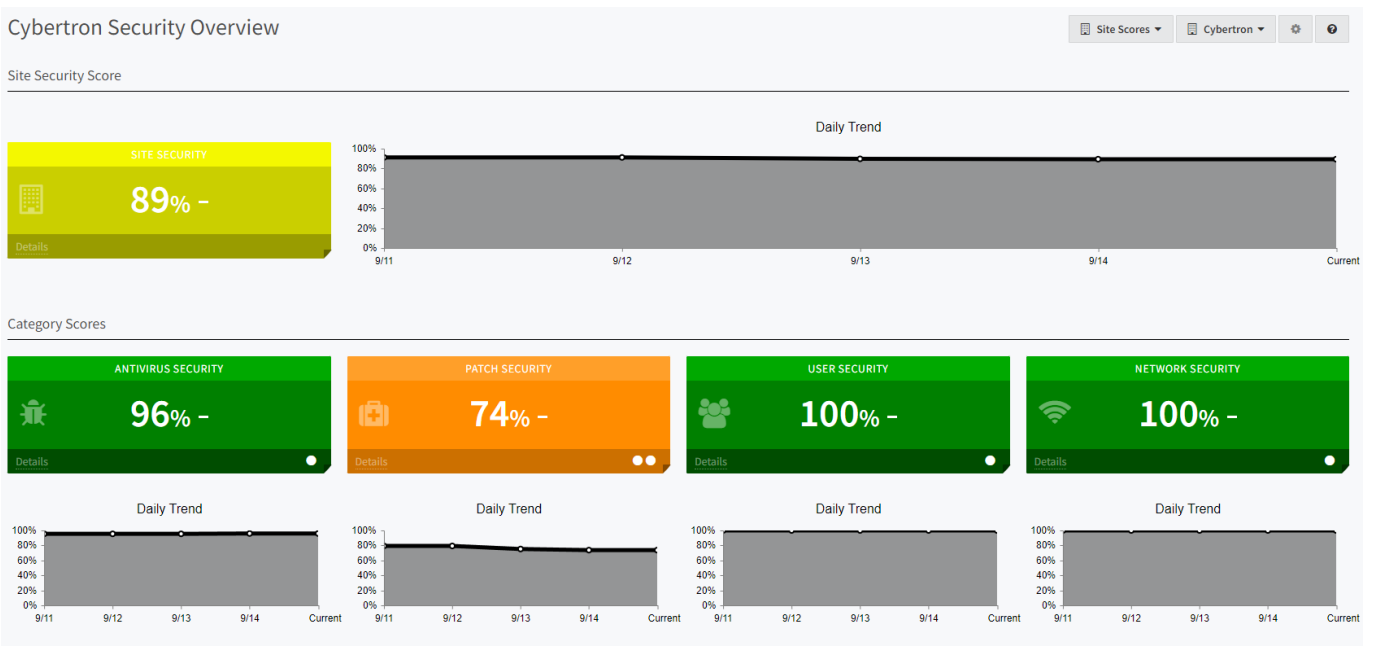 Cybertron Security Overview
Site Scores
Cybertron
Site Security Score
Daily Trend
SITE SECURITY
89% –
Details
100%
80%
60%
40%
20%
0%
9/11 9/12 9/13 9/14 Current
Category Scores
ANTIVIRUS SECURITY
96% –
Details
PATCH SECURITY
74% –
Details
USER SECURITY
100% –
Details
NETWORK SECURITY
100% –
Details
Daily Trend
100%
80%
60%
40%
20%
0%
9/11 9/12 9/13 9/14 Current
Daily Trend
100%
80%
60%
40%
20%
0%
9/11 9/12 9/13 9/14 Current
Daily Trend
100%
80%
60%
40%
20%
0%
9/11 9/12 9/13 9/14 Current
Daily Trend
100%
80%
60%
40%
20%
0%
9/11 9/12 9/13 9/14 Current